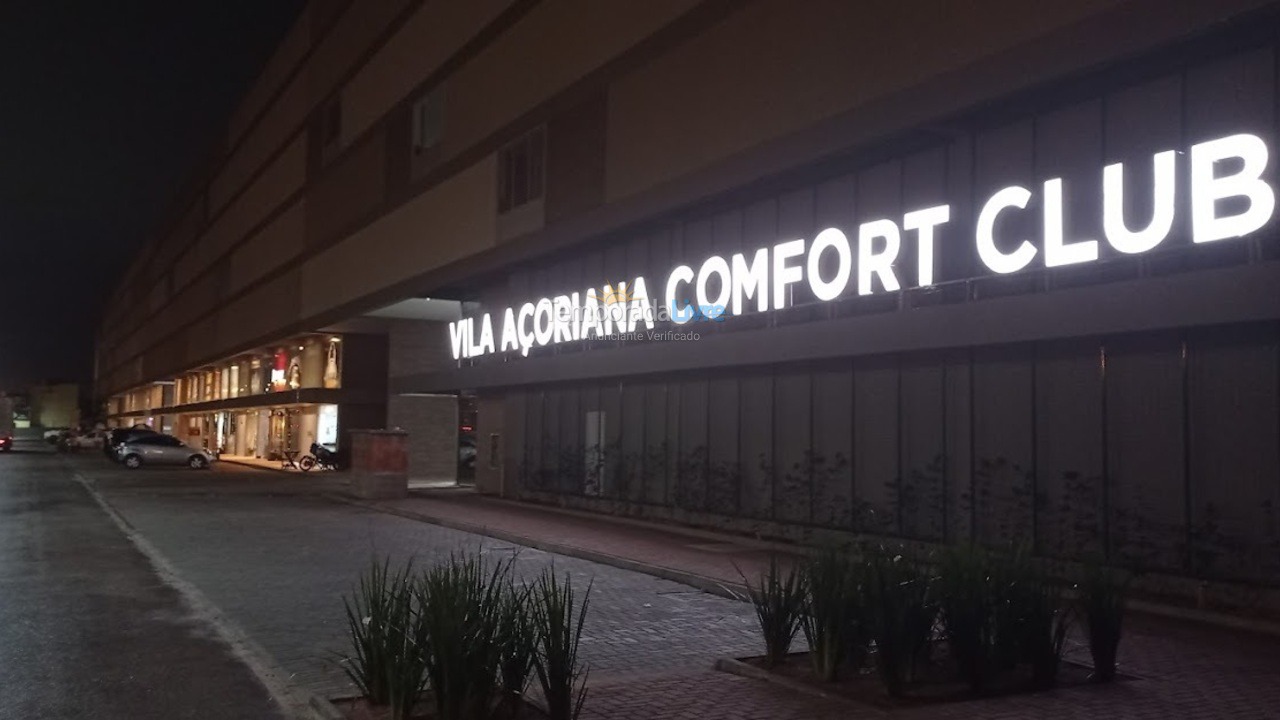 VILA AÇORIANA COMFORT CLUB
TemporadaLivre
Anunciante Verificado